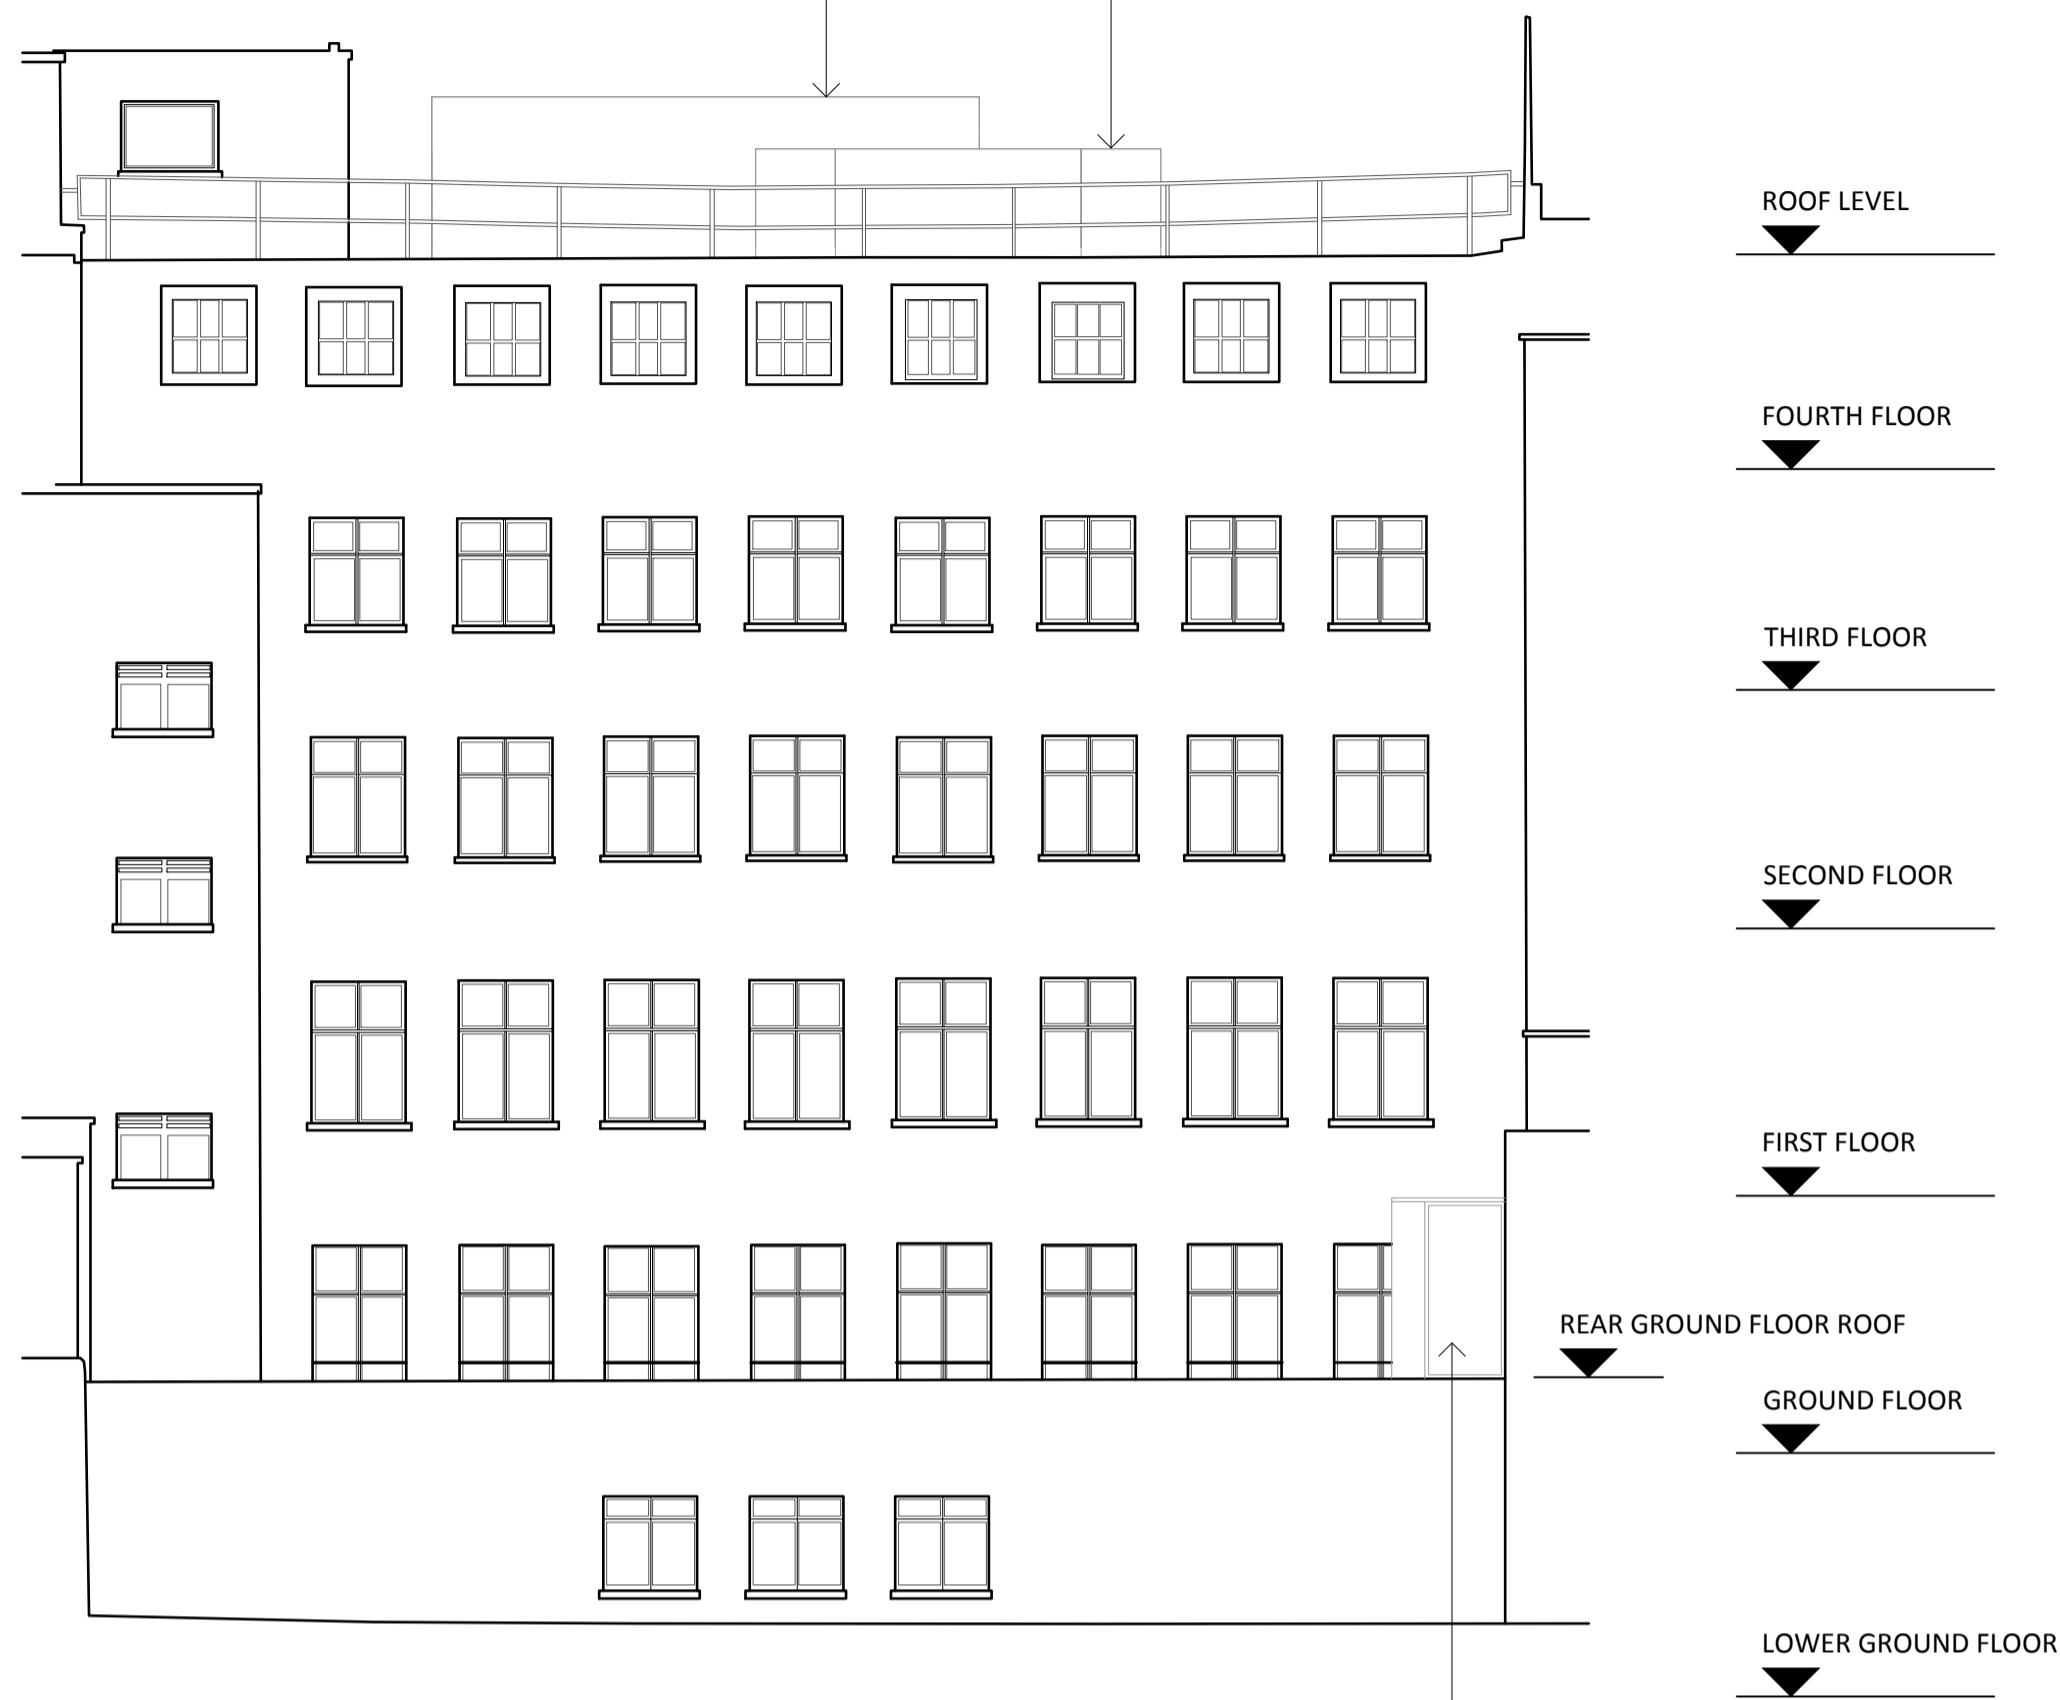 ROOF LEVEL
FOURTH FLOOR
THIRD FLOOR
SECOND FLOOR
FIRST FLOOR
REAR GROUND FLOOR ROOF
GROUND FLOOR
LOWER GROUND FLOOR